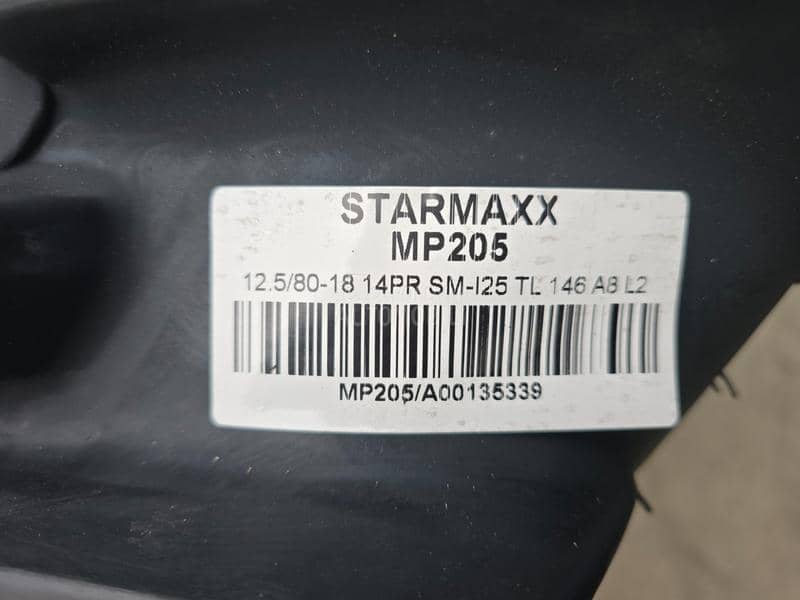 STARMAXX
MP205
12.5/80-18 14PR SM-I25 TL 146 A8 L2
MP205/A00135339